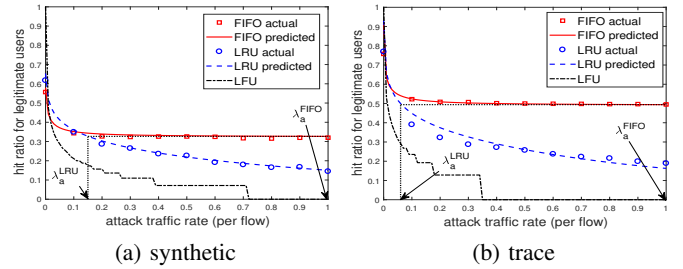 hit ratio for legitimate users
1
0.9
0.8
0.7
0.6
0.5
0.4
0.3
0.2
0.1
0
FIFO actual
FIFO predicted
LRU actual
LRU predicted
LFU
λ_a^FIFO
λ_a^LRU
0 0.1 0.2 0.3 0.4 0.5 0.6 0.7 0.8 0.9 1
attack traffic rate (per flow)
(a) synthetic
hit ratio for legitimate users
1
0.9
0.8
0.7
0.6
0.5
0.4
0.3
0.2
0.1
0
FIFO actual
FIFO predicted
LRU actual
LRU predicted
LFU
λ_a^FIFO
λ_a^LRU
0 0.1 0.2 0.3 0.4 0.5 0.6 0.7 0.8 0.9 1
attack traffic rate (per flow)
(b) trace